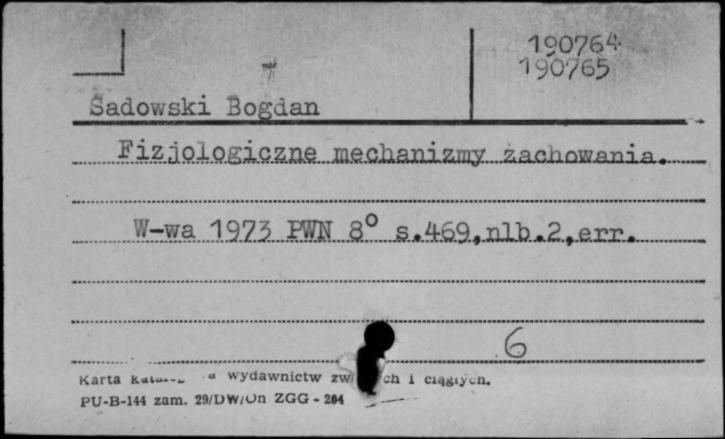 190764
190765
Sadowski Bogdan
Fizjologiczne mechanizmy zachowania.
W-wa 1973 PWN 8° s.469,nlb.2,err.
6
Karta wydawnictw i ciągłych.
PU-B-144 zam. 29/DW/On ZGG - 204